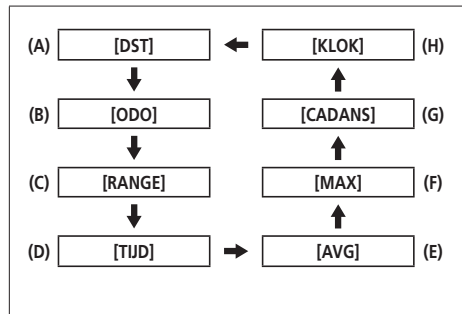 (A) [DST] [KLOK] (H)
(B) [ODO] [CADANS] (G)
(C) [RANGE] [MAX] (F)
(D) [TIJD] [AVG] (E)